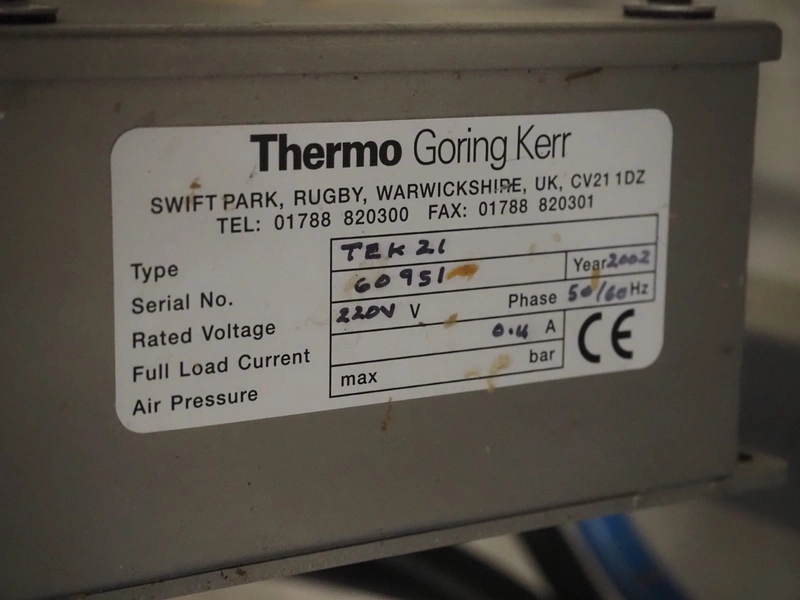 Thermo Goring Kerr
SWIFT PARK, RUGBY, WARWICKSHIRE, UK, CV21 1DZ
TEL: 01788 820300 FAX: 01788 820301
Type TEK 21
Serial No. 60951 Year 2002
Rated Voltage 220V V Phase 50/60 Hz
Full Load Current 0.4 A
Air Pressure max bar
CE